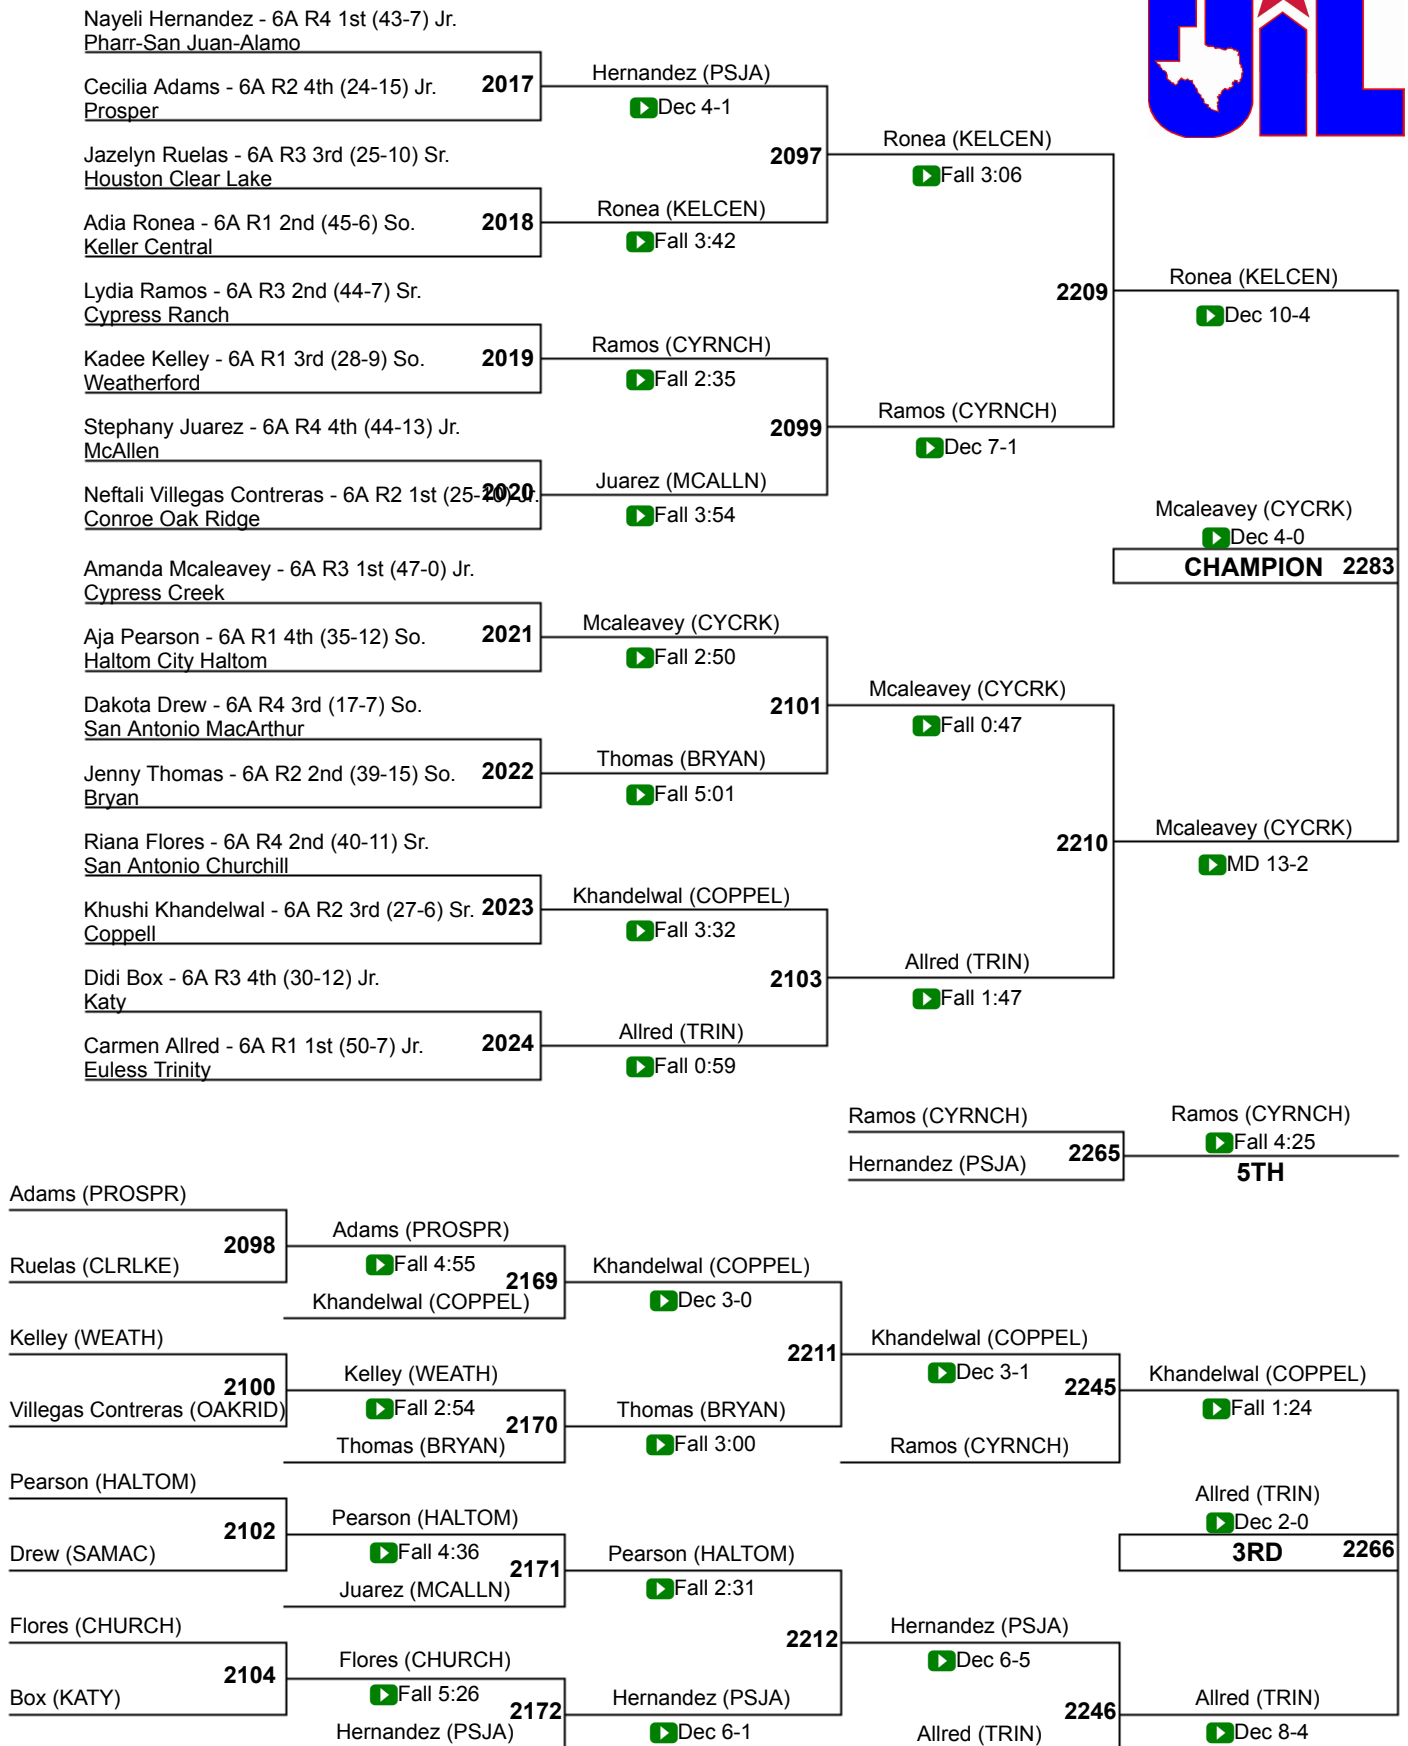 UIL
Nayeli Hernandez - 6A R4 1st (43-7) Jr.
Pharr-San Juan-Alamo
Cecilia Adams - 6A R2 4th (24-15) Jr.
Prosper
2017
Hernandez (PSJA)
Dec 4-1
Jazelyn Ruelas - 6A R3 3rd (25-10) Sr.
Houston Clear Lake
Adia Ronea - 6A R1 2nd (45-6) So.
Keller Central
2018
Ronea (KELCEN)
Fall 3:42
2097
Ronea (KELCEN)
Fall 3:06
Lydia Ramos - 6A R3 2nd (44-7) Sr.
Cypress Ranch
Kadee Kelley - 6A R1 3rd (28-9) So.
Weatherford
2019
Ramos (CYRNCH)
Fall 2:35
Stephany Juarez - 6A R4 4th (44-13) Jr.
McAllen
Neftali Villegas Contreras - 6A R2 1st (25-10) Jr.
Conroe Oak Ridge
2020
Juarez (MCALLN)
Fall 3:54
2099
Ramos (CYRNCH)
Dec 7-1
2209
Ronea (KELCEN)
Dec 10-4
Amanda Mcaleavey - 6A R3 1st (47-0) Jr.
Cypress Creek
Aja Pearson - 6A R1 4th (35-12) So.
Haltom City Haltom
2021
Mcaleavey (CYCRK)
Fall 2:50
Dakota Drew - 6A R4 3rd (17-7) So.
San Antonio MacArthur
Jenny Thomas - 6A R2 2nd (39-15) So.
Bryan
2022
Thomas (BRYAN)
Fall 5:01
2101
Mcaleavey (CYCRK)
Fall 0:47
Riana Flores - 6A R4 2nd (40-11) Sr.
San Antonio Churchill
Khushi Khandelwal - 6A R2 3rd (27-6) Sr.
Coppell
2023
Khandelwal (COPPEL)
Fall 3:32
Didi Box - 6A R3 4th (30-12) Jr.
Katy
Carmen Allred - 6A R1 1st (50-7) Jr.
Euless Trinity
2024
Allred (TRIN)
Fall 0:59
2103
Allred (TRIN)
Fall 1:47
2210
Mcaleavey (CYCRK)
MD 13-2
Mcaleavey (CYCRK)
Dec 4-0
CHAMPION 2283
Ramos (CYRNCH)
Hernandez (PSJA)
2265
Ramos (CYRNCH)
Fall 4:25
5TH
Adams (PROSPR)
Ruelas (CLRLKE)
2098
Adams (PROSPR)
Fall 4:55
Khandelwal (COPPEL)
2169
Khandelwal (COPPEL)
Dec 3-0
Kelley (WEATH)
Villegas Contreras (OAKRID)
2100
Kelley (WEATH)
Fall 2:54
Thomas (BRYAN)
2170
Thomas (BRYAN)
Fall 3:00
2211
Khandelwal (COPPEL)
Dec 3-1
Ramos (CYRNCH)
2245
Khandelwal (COPPEL)
Fall 1:24
Pearson (HALTOM)
Drew (SAMAC)
2102
Pearson (HALTOM)
Fall 4:36
Juarez (MCALLN)
2171
Pearson (HALTOM)
Fall 2:31
Flores (CHURCH)
Box (KATY)
2104
Flores (CHURCH)
Fall 5:26
Hernandez (PSJA)
2172
Hernandez (PSJA)
Dec 6-1
2212
Hernandez (PSJA)
Dec 6-5
Allred (TRIN)
2246
Allred (TRIN)
Dec 8-4
Allred (TRIN)
Dec 2-0
3RD 2266